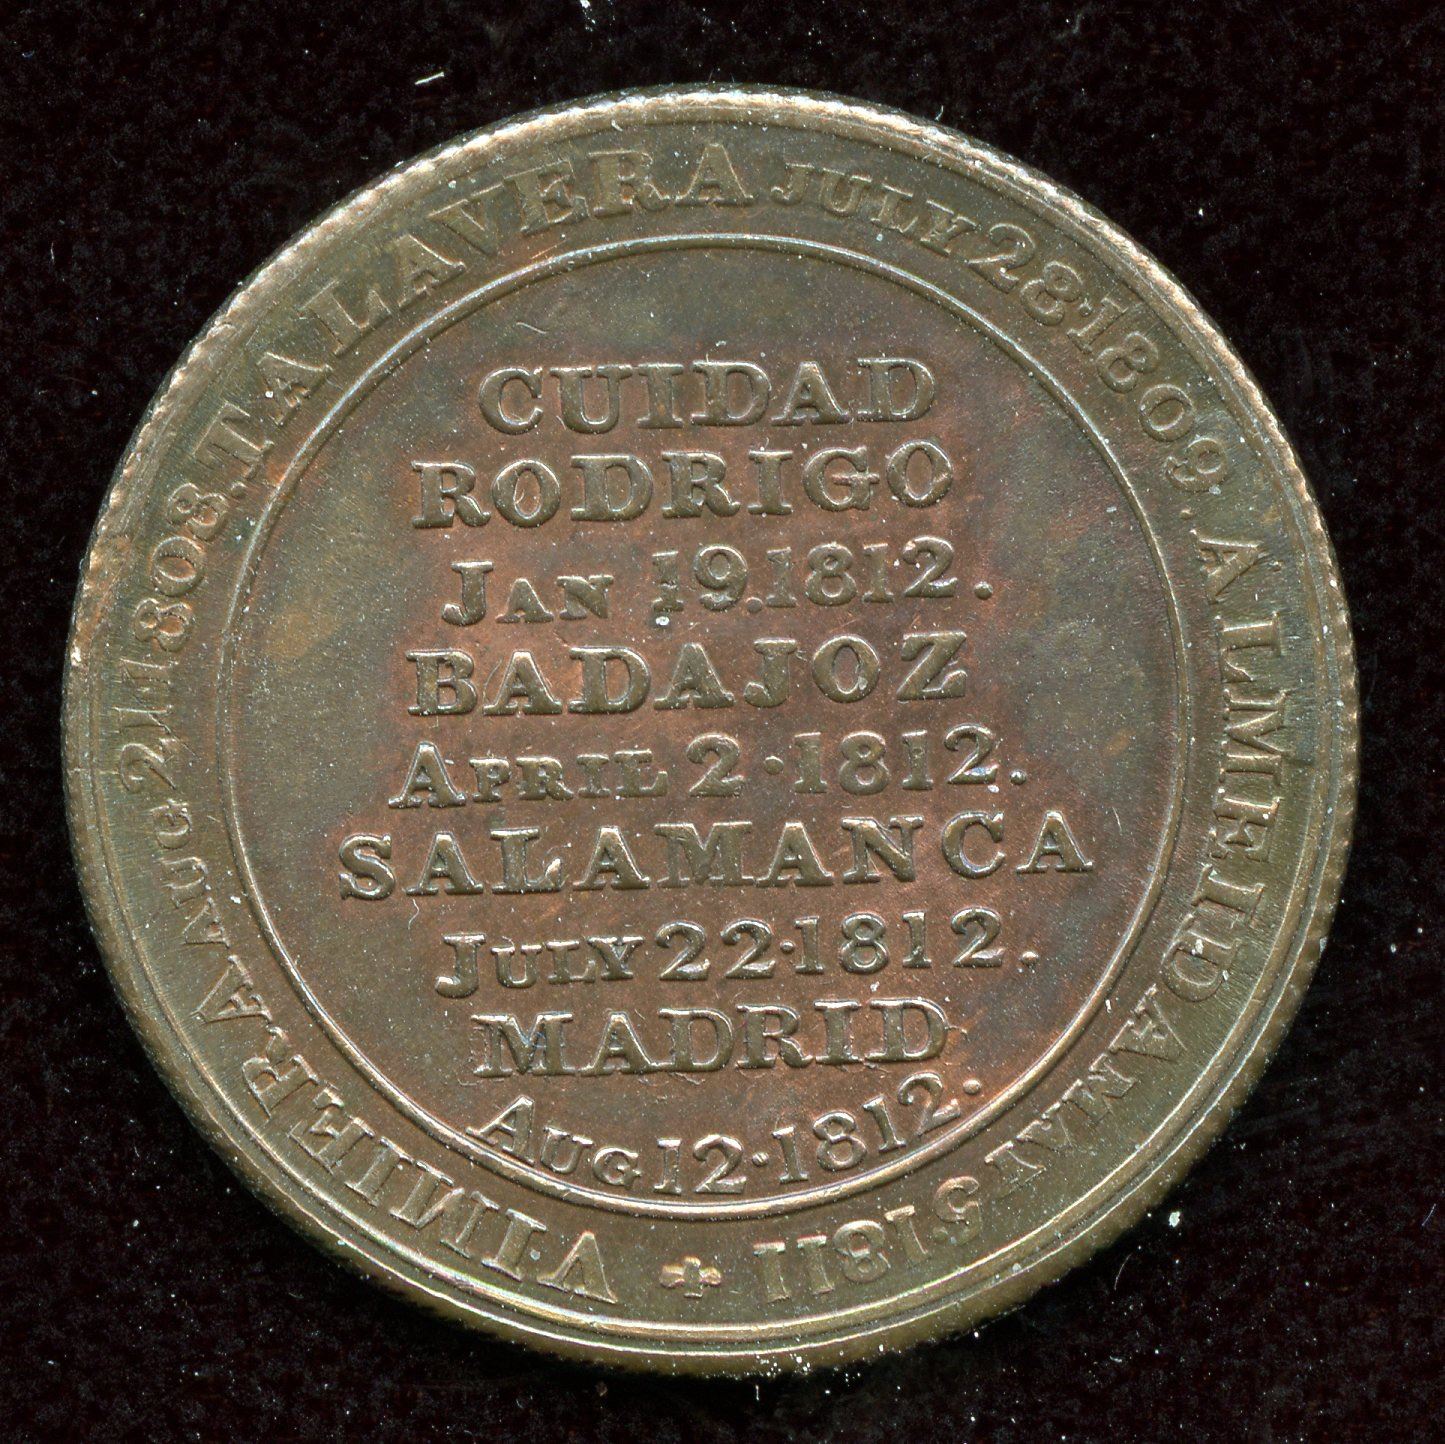 VIMIERA AUG 21 1808. TALAVERA JULY 28·1809. ALMEIDA MAY 5 1811
CUIDAD
RODRIGO
JAN 19.1812.
BADAJOZ
APRIL 2·1812.
SALAMANCA
JULY 22·1812.
MADRID
AUG 12·1812.